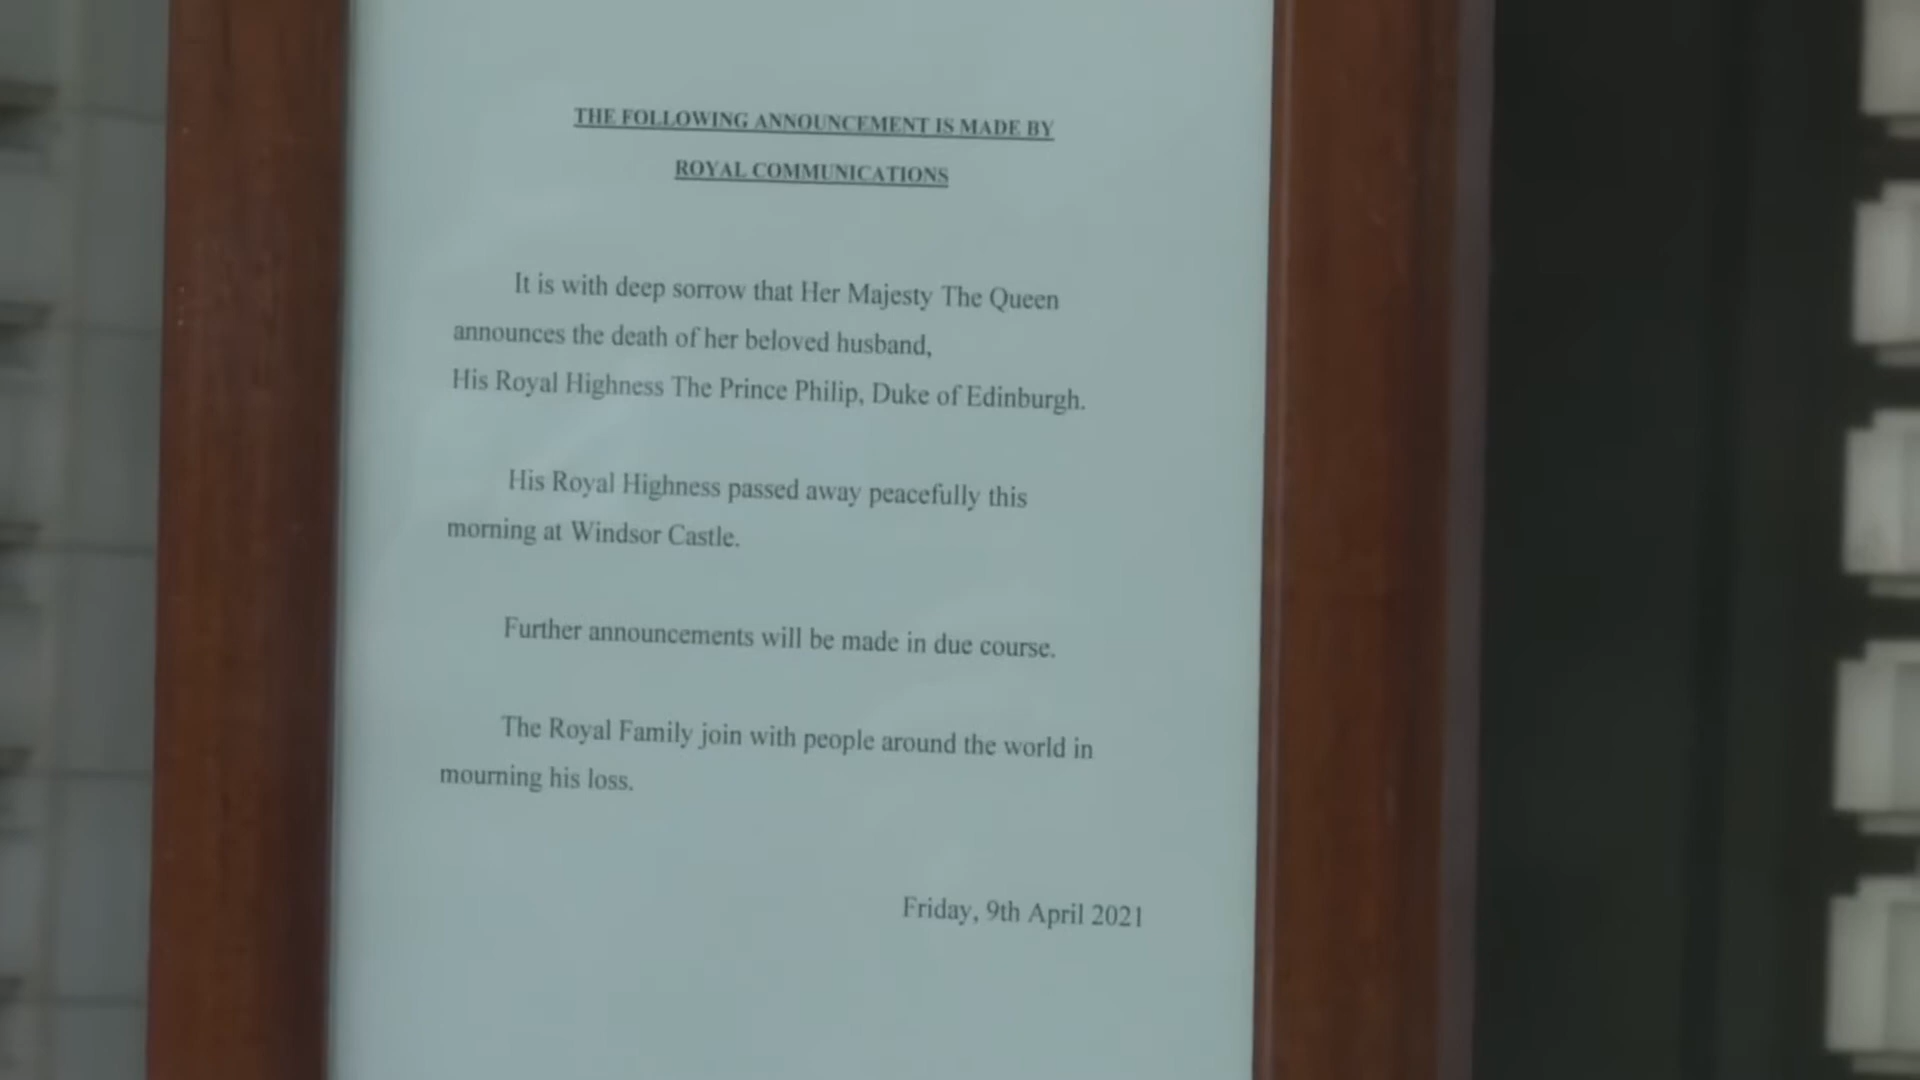 THE FOLLOWING ANNOUNCEMENT IS MADE BY
ROYAL COMMUNICATIONS
It is with deep sorrow that Her Majesty The Queen
announces the death of her beloved husband,
His Royal Highness The Prince Philip, Duke of Edinburgh.
His Royal Highness passed away peacefully this
morning at Windsor Castle.
Further announcements will be made in due course.
The Royal Family join with people around the world in
mourning his loss.
Friday, 9th April 2021